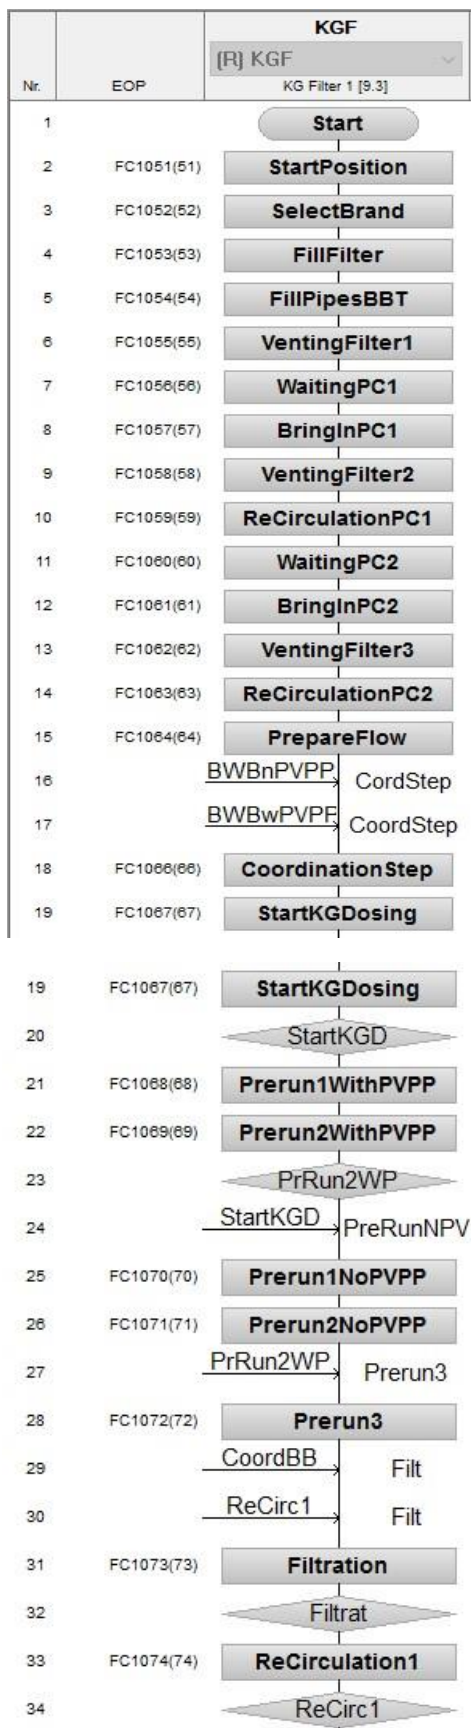 KGF
(R) KGF
Nr. EOP KG Filter 1 [9.3]
1 Start
2 FC1051(51) StartPosition
3 FC1052(52) SelectBrand
4 FC1053(53) FillFilter
5 FC1054(54) FillPipesBBT
6 FC1055(55) VentingFilter1
7 FC1056(56) WaitingPC1
8 FC1057(57) BringInPC1
9 FC1058(58) VentingFilter2
10 FC1059(59) ReCirculationPC1
11 FC1060(60) WaitingPC2
12 FC1061(61) BringInPC2
13 FC1062(62) VentingFilter3
14 FC1063(63) ReCirculationPC2
15 FC1064(64) PrepareFlow
16 BWBnPVPP CordStep
17 BWBwPVPF CoordStep
18 FC1066(66) CoordinationStep
19 FC1067(67) StartKGDosing
19 FC1067(67) StartKGDosing
20 StartKGD
21 FC1068(68) Prerun1WithPVPP
22 FC1069(69) Prerun2WithPVPP
23 PrRun2WP
24 StartKGD PreRunNPV
25 FC1070(70) Prerun1NoPVPP
26 FC1071(71) Prerun2NoPVPP
27 PrRun2WP Prerun3
28 FC1072(72) Prerun3
29 CoordBB Filt
30 ReCirc1 Filt
31 FC1073(73) Filtration
32 Filtrat
33 FC1074(74) ReCirculation1
34 ReCirc1